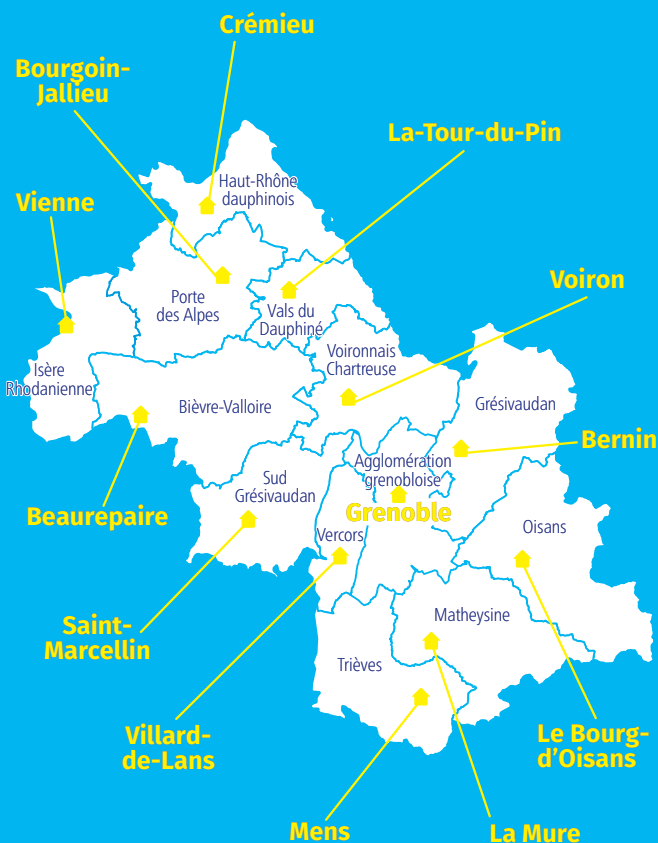 Crémieu
Bourgoin-
Jallieu
La-Tour-du-Pin
Haut-Rhône
dauphinois
Vienne
Voiron
Porte
des Alpes
Vals du
Dauphiné
Voironnais
Chartreuse
Isère
Rhodanienne
Bièvre-Valloire
Grésivaudan
Bernin
Agglomération
grenobloise
Sud
Grésivaudan
Grenoble
Beaurepaire
Oisans
Vercors
Matheysine
Saint-
Marcellin
Trièves
Villard-
de-Lans
Le Bourg-
d’Oisans
Mens
La Mure